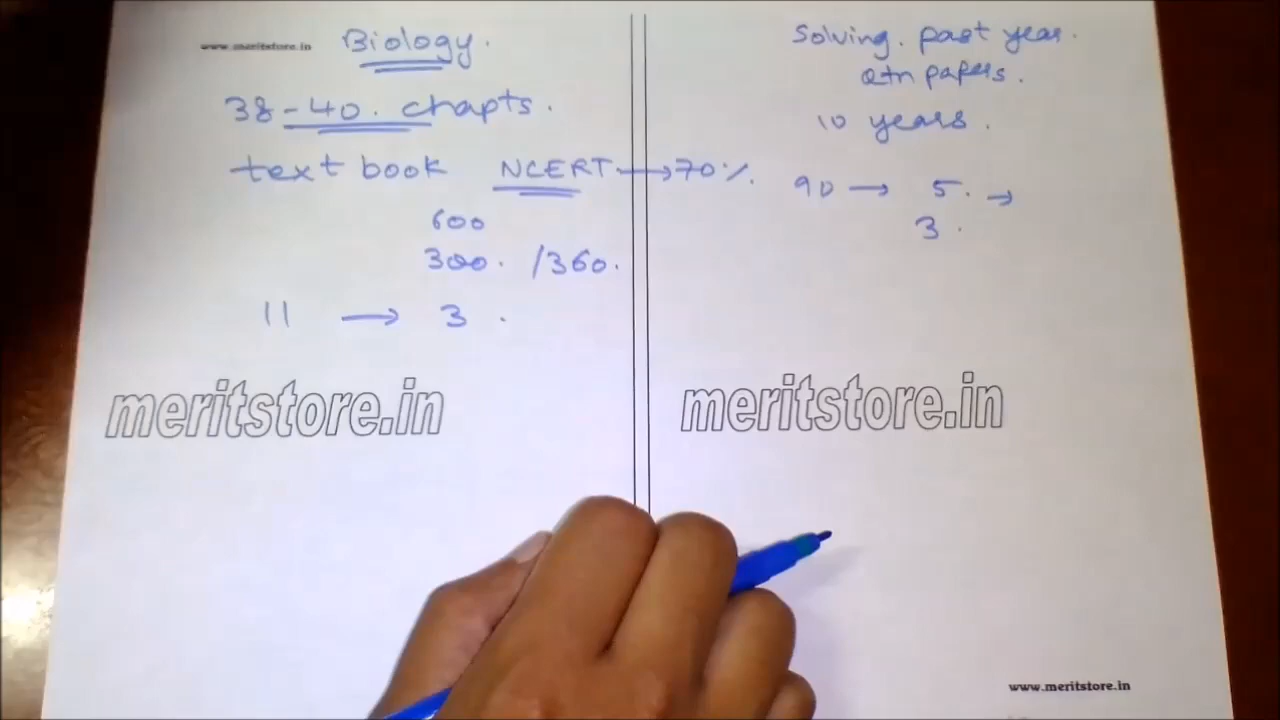 www.meritstore.in
Biology.
38-40. chapts.
text book NCERT → 70%.
600
300. /360.
11 → 3.
meritstore.in
Solving. past year.
qtn papers.
10 years.
90 → 5. →
3.
meritstore.in
www.meritstore.in